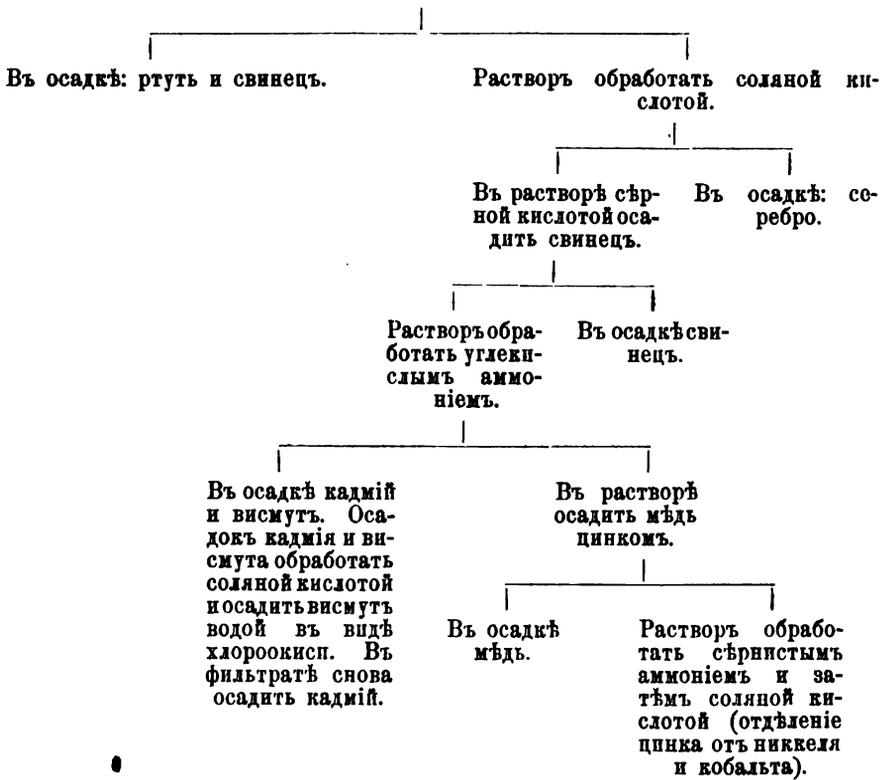 Въ осадкѣ: ртуть и свинецъ.
Растворъ обработать соляной ки-
слотой.
Въ растворѣ сѣр-
ной кислотой оса-
дить свинецъ.
Въ осадкѣ: се-
ребро.
Растворъ обра-
ботать углеки-
слымъ аммо-
ніемъ.
Въ осадкѣ сви-
нецъ.
Въ осадкѣ кадмій
и висмутъ. Оса-
докъ кадмія и ви-
смута обработать
соляной кислотой
и осадить висмутъ
водой въ видѣ
хлороокиси. Въ
фильтратѣ снова
осадить кадмій.
Въ растворѣ
осадить мѣдь
цинкомъ.
Въ осадкѣ
мѣдь.
Растворъ обрабо-
тать сѣрнистымъ
аммоніемъ и за-
тѣмъ соляной ки-
слотой (отдѣленіе
цинка отъ никкеля
и кобальта).